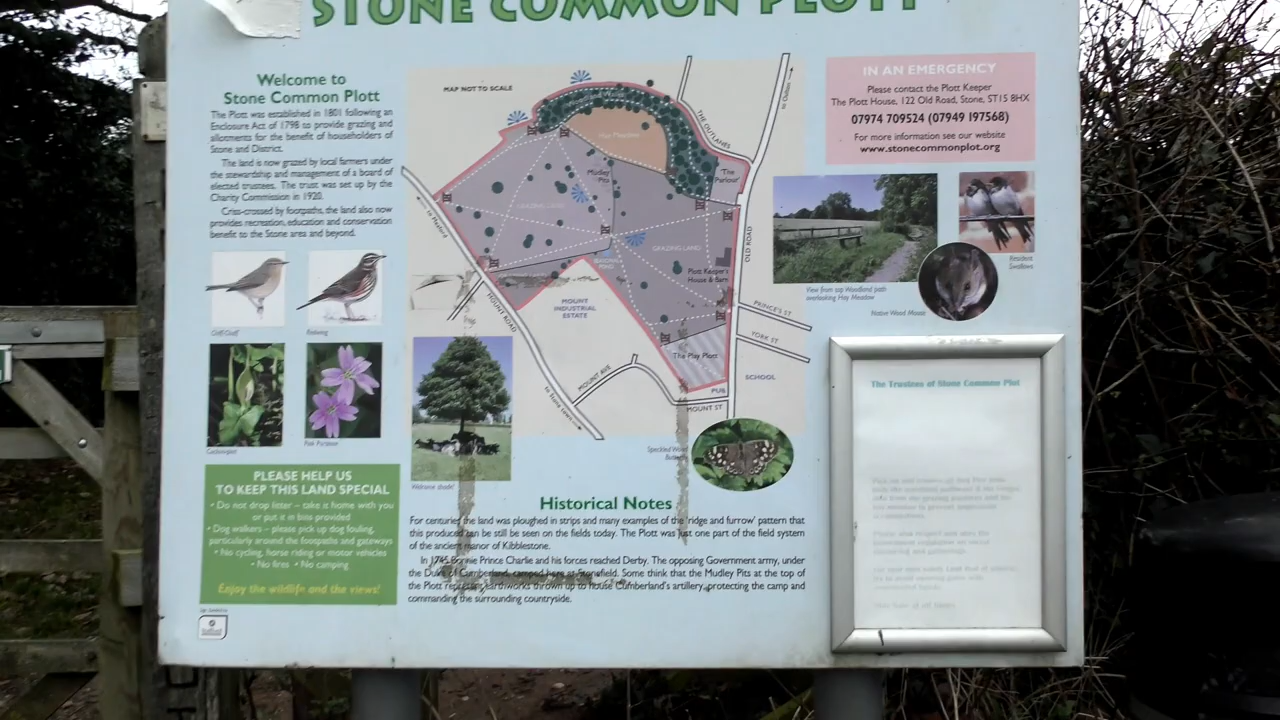 STONE COMMON PLOTT
Welcome to
Stone Common Plott
The Plott was established in 1801 following an
Enclosure Act of 1798 to provide grazing and
allotments for the benefit of householders of
Stone and District.
The land is now grazed by local farmers under
the stewardship and management of a board of
elected trustees. The trust was set up by the
Charity Commission in 1920.
Criss-crossed by footpaths, the land also now
provides recreation, education and conservation
benefit to the Stone area and beyond.
Chiff Chaff
Redwing
Cuckoopint
Pink Purslane
PLEASE HELP US
TO KEEP THIS LAND SPECIAL
• Do not drop litter – take it home with you
or put it in bins provided
• Dog walkers – please pick up dog fouling,
particularly around the footpaths and gateways
• No cycling, horse riding or motor vehicles
• No fires • No camping
Enjoy the wildlife and the views!
MAP NOT TO SCALE
THE OUTLANES
Hay Meadow
'The
Parlour'
Mudley
Pits
GRAZING LAND
GRAZING LAND
OLD ROAD
Plott Keeper's
House & Barn
MOUNT
INDUSTRIAL
ESTATE
MOUNT ROAD
PRINCE'S ST
YORK ST
The Play Plott
SCHOOL
MOUNT AVE
PUB
MOUNT ST
Welcome shade!
Speckled Wood
Butterfly
Historical Notes
For centuries the land was ploughed in strips and many examples of the 'ridge and furrow' pattern that
this produced can be still be seen on the fields today. The Plott was just one part of the field system
of the ancient manor of Kibblestone.
In 1745 Bonnie Prince Charlie and his forces reached Derby. The opposing Government army, under
the Duke of Cumberland, camped here at Stonefield. Some think that the Mudley Pits at the top of
the Plott represent earthworks thrown up to house Cumberland's artillery, protecting the camp and
commanding the surrounding countryside.
IN AN EMERGENCY
Please contact the Plott Keeper
The Plott House, 122 Old Road, Stone, ST15 8HX
07974 709524 (07949 197568)
For more information see our website
www.stonecommonplott.org
View from top Woodland path
overlooking Hay Meadow
Resident
Swallows
Native Wood Mouse
The Trustees of Stone Common Plot